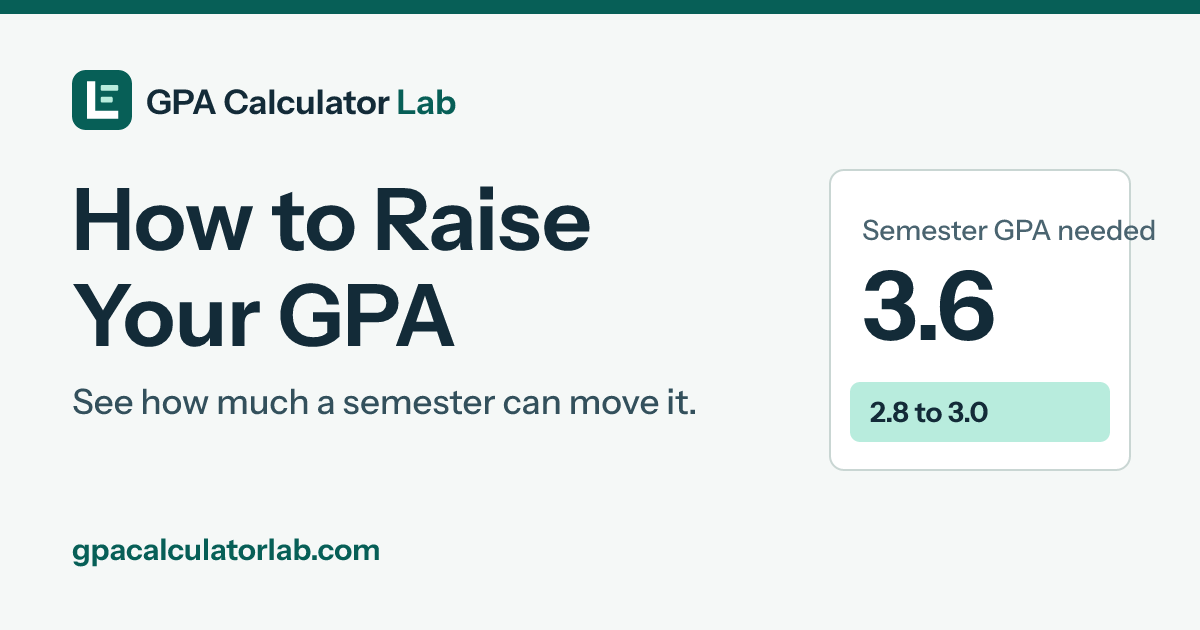 GPA Calculator Lab
How to Raise
Your GPA
See how much a semester can move it.
Semester GPA needed
3.6
2.8 to 3.0
gpacalculatorlab.com